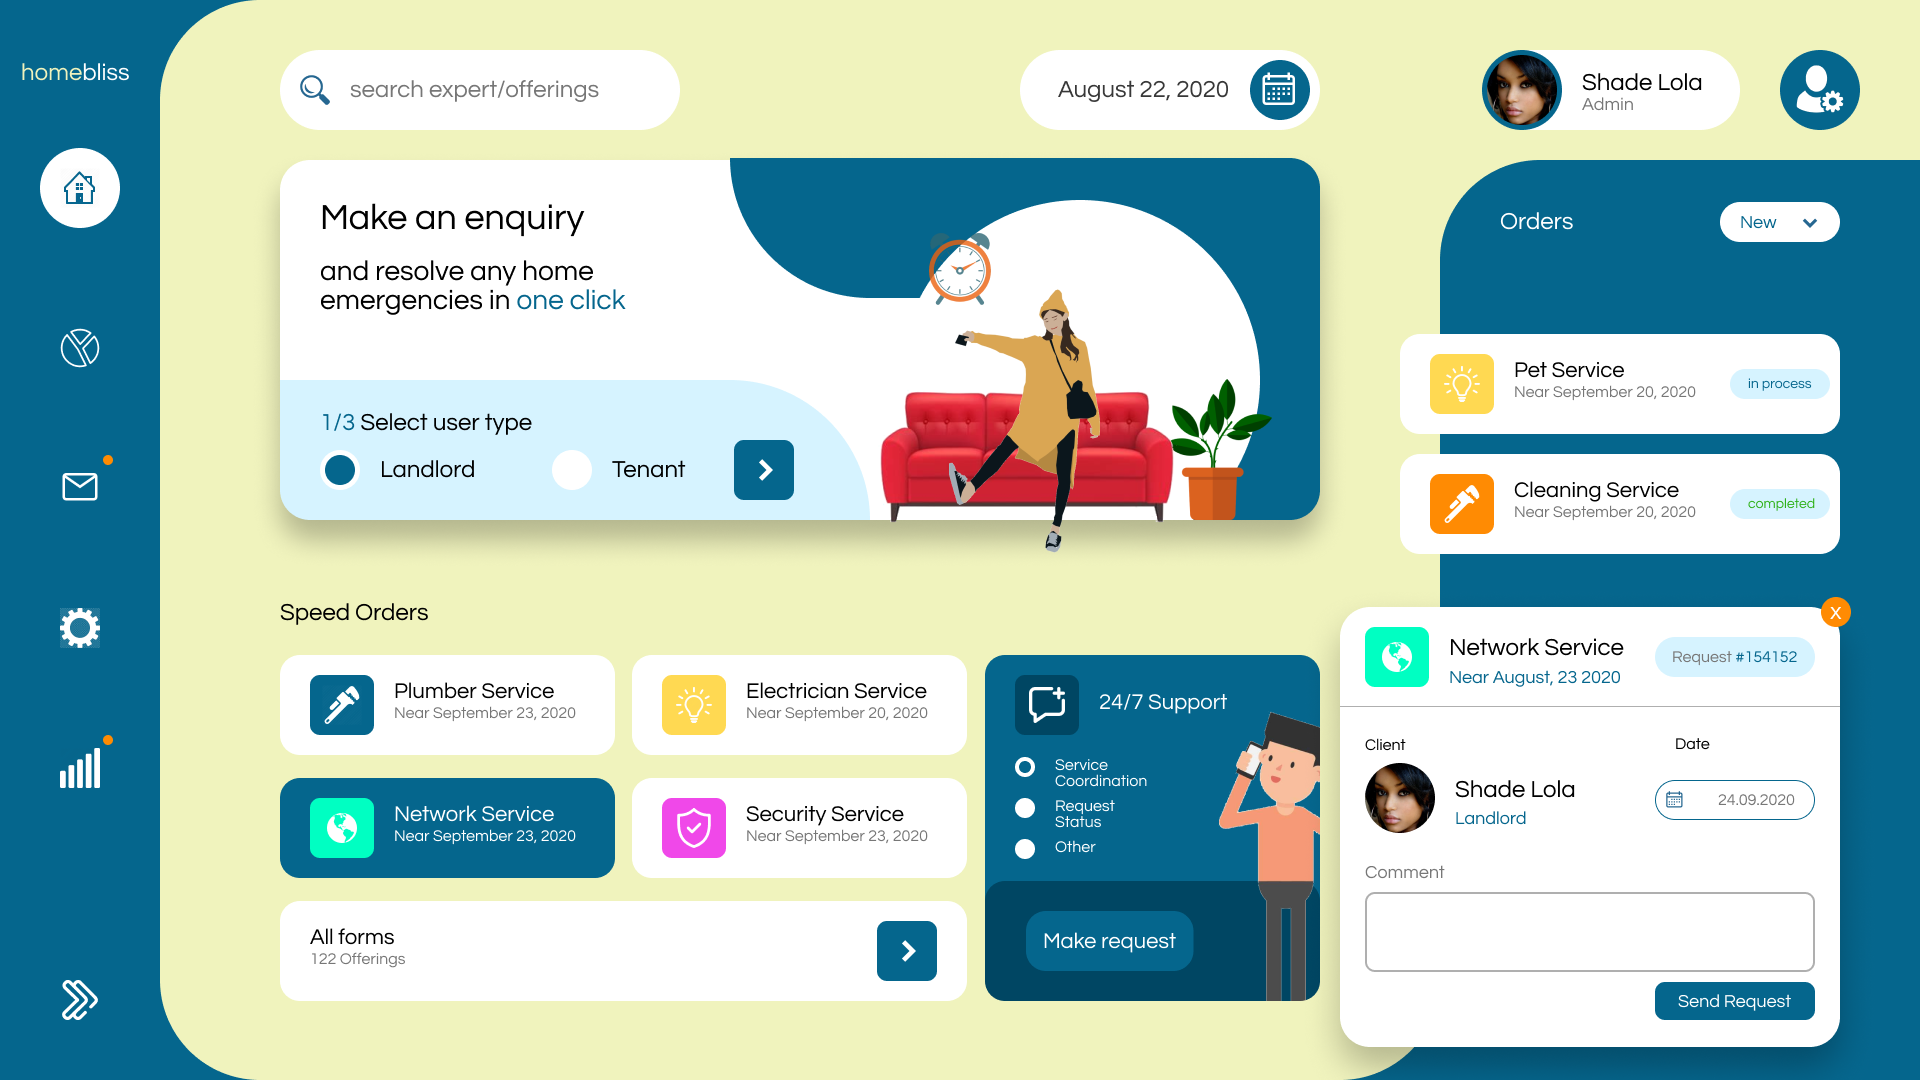 homebliss
search expert/offerings
August 22, 2020
Shade Lola
Admin
Make an enquiry
and resolve any home
emergencies in one click
1/3 Select user type
Landlord
Tenant
Orders
New
Pet Service
Near September 20, 2020
in process
Cleaning Service
Near September 20, 2020
completed
Speed Orders
Plumber Service
Near September 23, 2020
Electrician Service
Near September 20, 2020
Network Service
Near September 23, 2020
Security Service
Near September 23, 2020
All forms
122 Offerings
24/7 Support
Service
Coordination
Request
Status
Other
Make request
X
Network Service
Near August, 23 2020
Request #154152
Client
Date
Shade Lola
Landlord
24.09.2020
Comment
Send Request